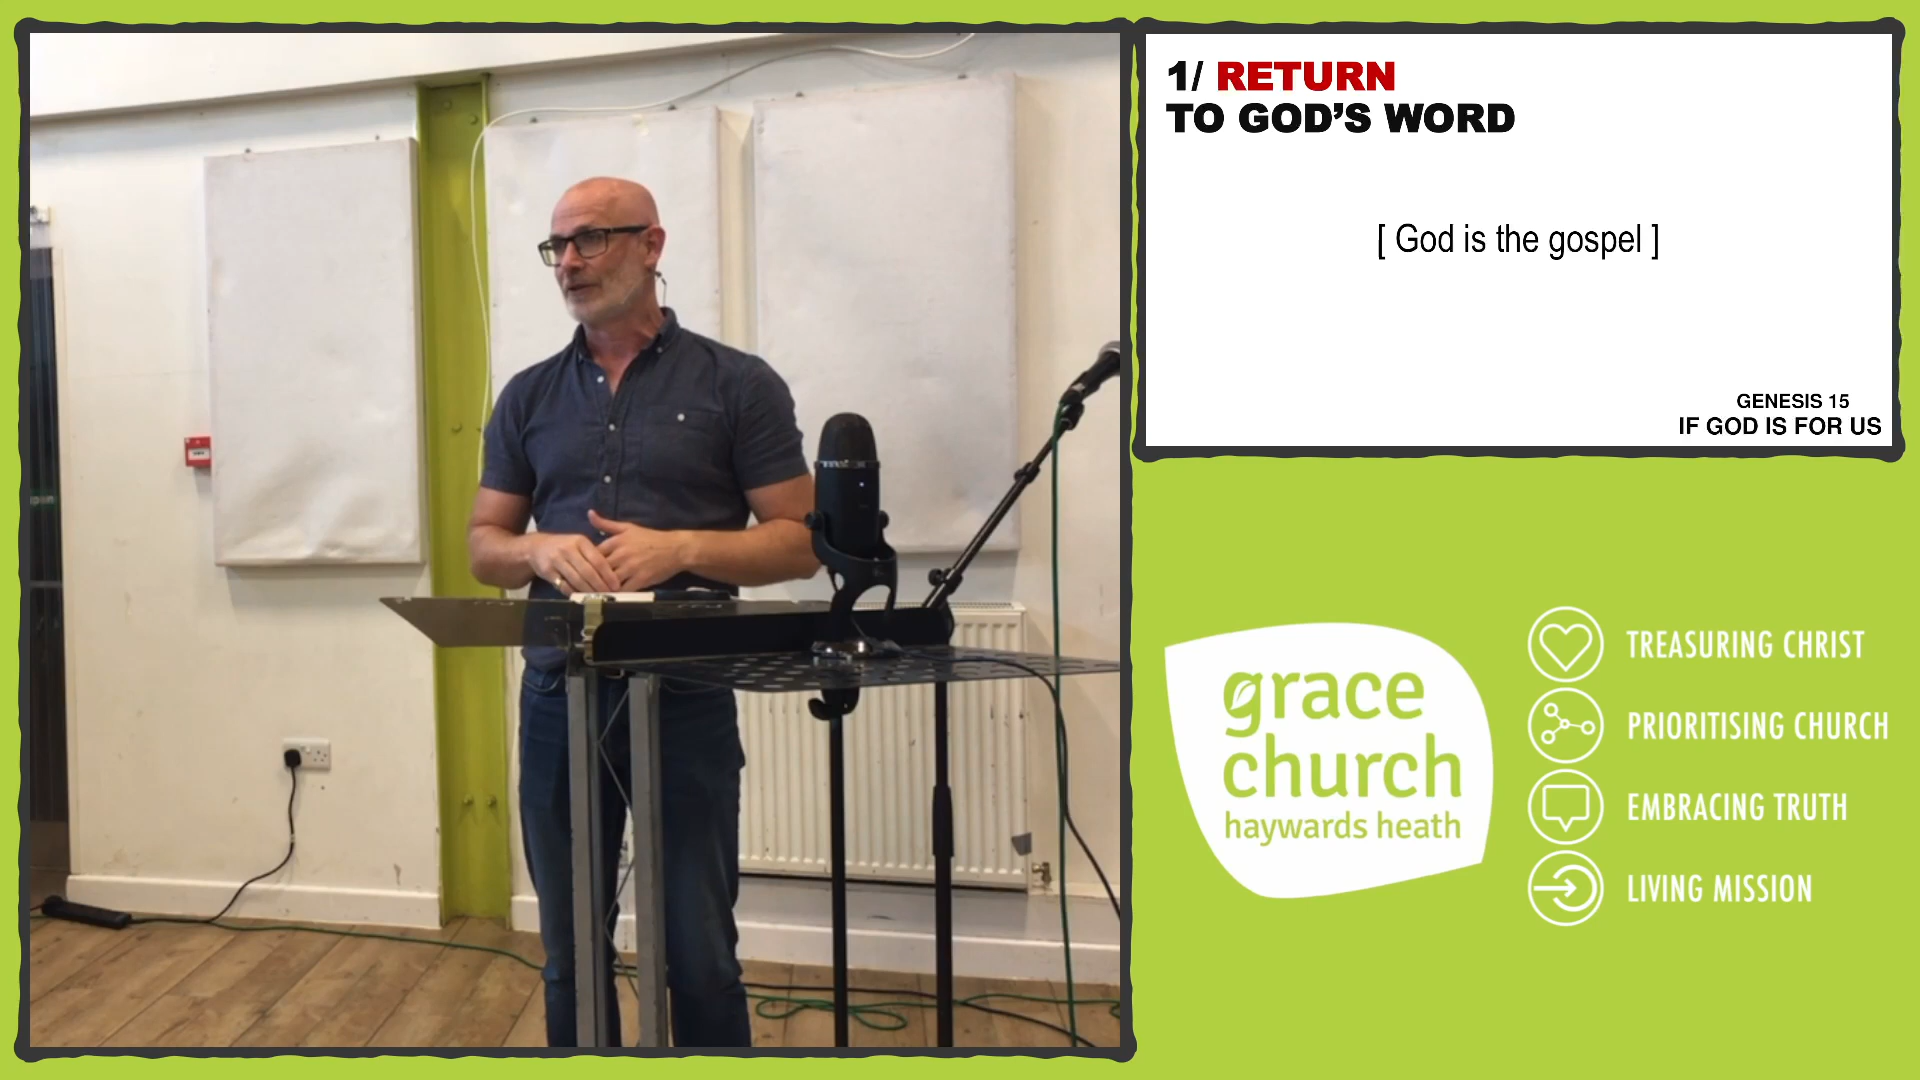 1/ RETURN
TO GOD’S WORD
[ God is the gospel ]
GENESIS 15
IF GOD IS FOR US
grace
church
haywards heath
TREASURING CHRIST
PRIORITISING CHURCH
EMBRACING TRUTH
LIVING MISSION